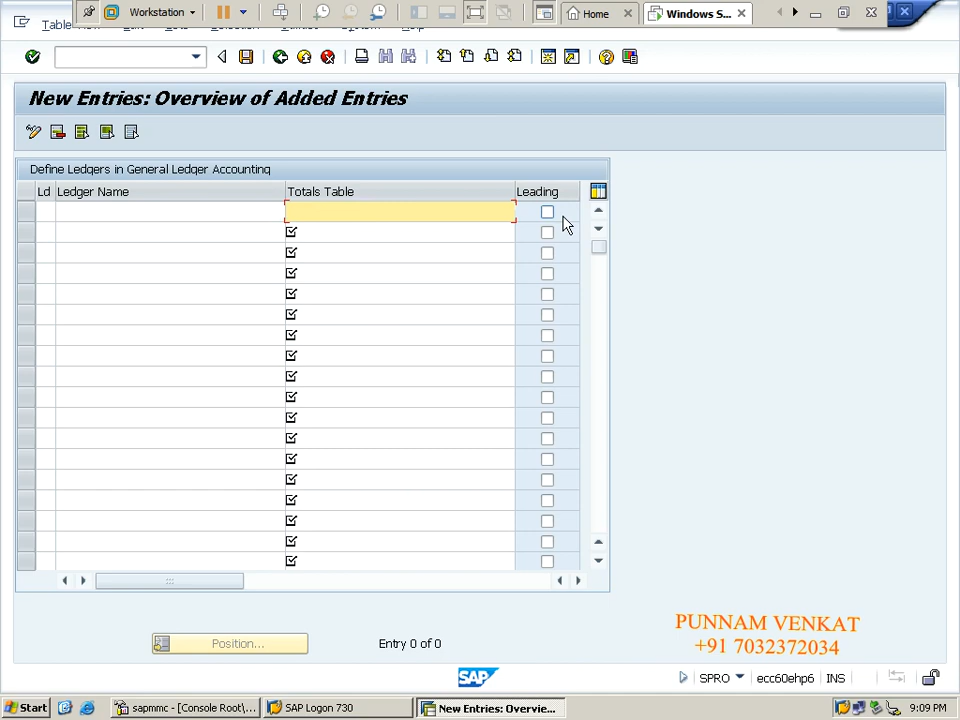 Workstation
Home
Windows S...
New Entries: Overview of Added Entries
Define Ledgers in General Ledger Accounting
Ld Ledger Name Totals Table Leading
Position... Entry 0 of 0
PUNNAM VENKAT
+91 7032372034
SAP
SPRO ecc60ehp6 INS
Start sapmmc - [Console Root\... SAP Logon 730 New Entries: Overvie... 9:09 PM